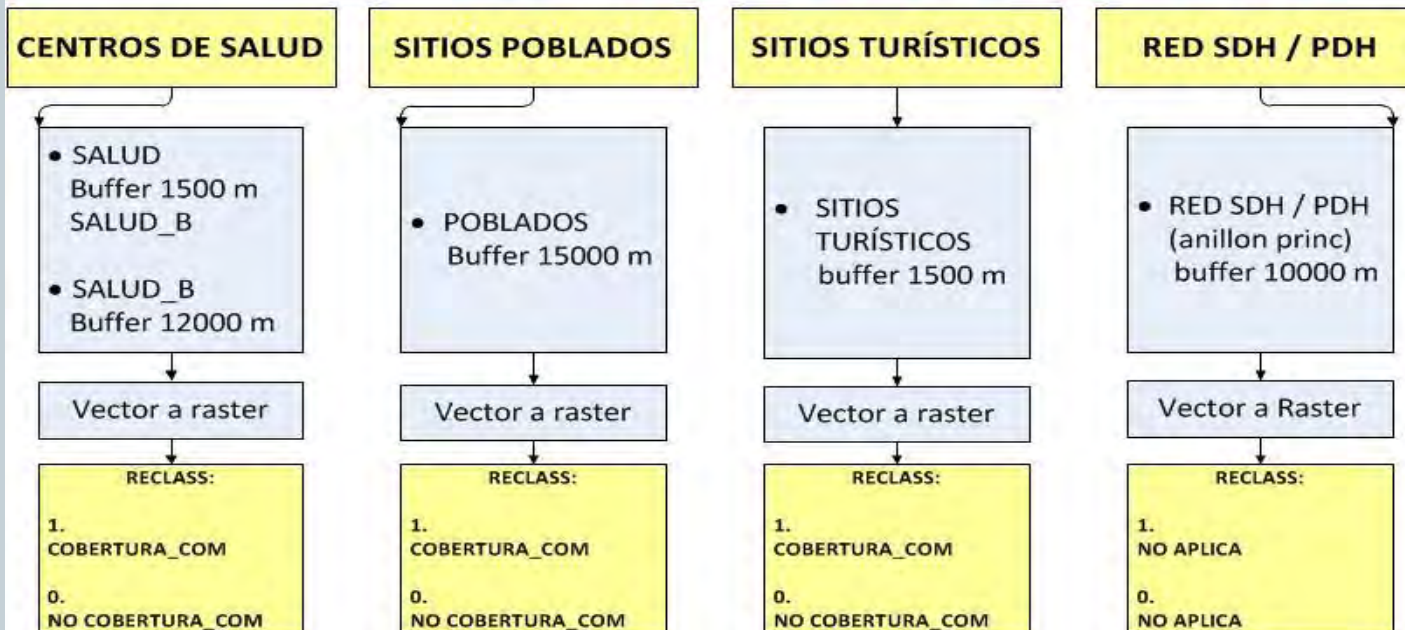 CENTROS DE SALUD
• SALUD
Buffer 1500 m
SALUD_B
• SALUD_B
Buffer 12000 m
Vector a raster
RECLASS:
1.
COBERTURA_COM
0.
NO COBERTURA_COM
SITIOS POBLADOS
• POBLADOS
Buffer 15000 m
Vector a raster
RECLASS:
1.
COBERTURA_COM
0.
NO COBERTURA_COM
SITIOS TURÍSTICOS
• SITIOS
TURÍSTICOS
buffer 1500 m
Vector a raster
RECLASS:
1.
COBERTURA_COM
0.
NO COBERTURA_COM
RED SDH / PDH
• RED SDH / PDH
(anillon princ)
buffer 10000 m
Vector a Raster
RECLASS:
1.
NO APLICA
0.
NO APLICA